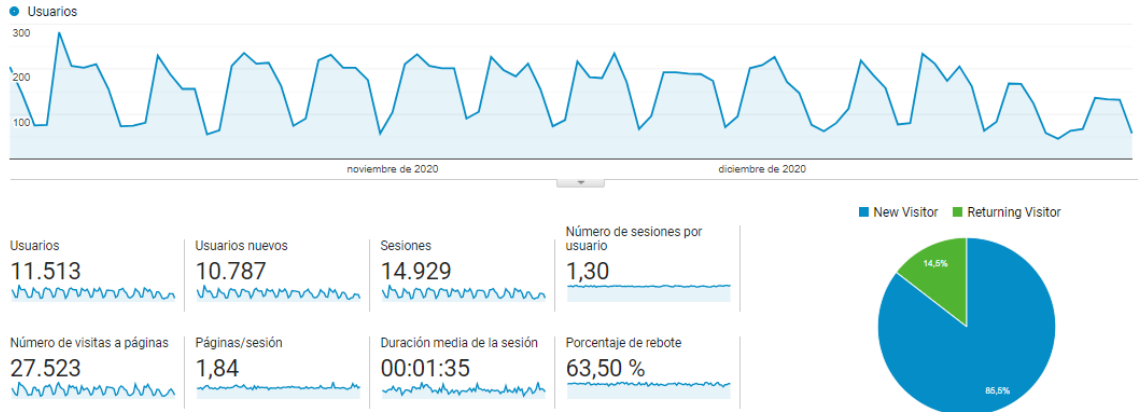 Usuarios
300
200
100
noviembre de 2020
diciembre de 2020
New Visitor
Returning Visitor
Usuarios
11.513
Usuarios nuevos
10.787
Sesiones
14.929
Número de sesiones por
usuario
1,30
Número de visitas a páginas
27.523
Páginas/sesión
1,84
Duración media de la sesión
00:01:35
Porcentaje de rebote
63,50 %
14,5%
85,5%